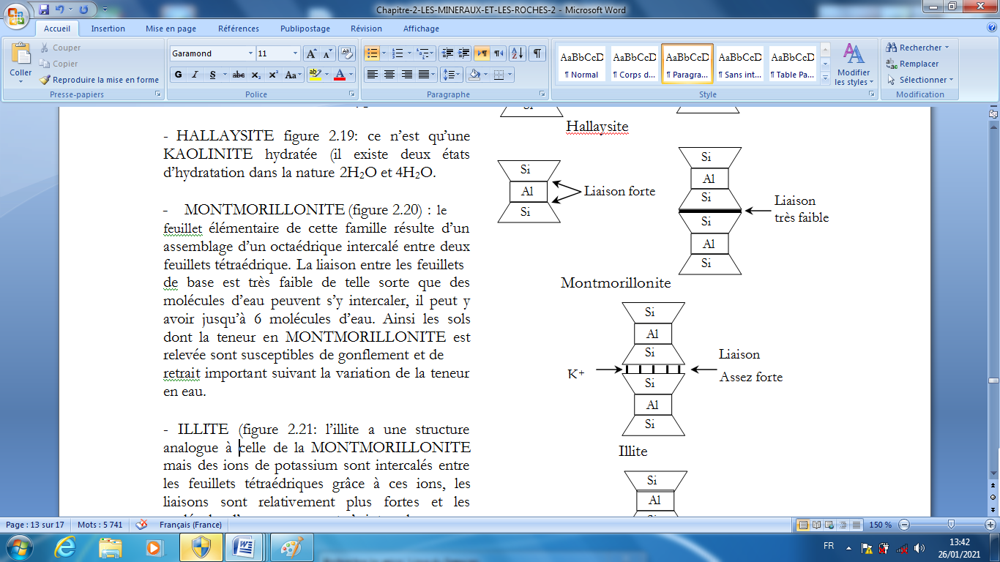 Chapitre-2-LES-MINERAUX-ET-LES-ROCHES-2 - Microsoft Word
Accueil Insertion Mise en page Références Publipostage Révision Affichage
Coller
Couper
Copier
Reproduire la mise en forme
Presse-papiers
Garamond 11
G I S abc x₂ x² Aa
Police
Paragraphe
AaBbCcD AaBbCcD AaBbCcD AaBbCcD AaBbCcD
¶ Normal ¶ Corps d... ¶ Paragra... ¶ Sans int... ¶ Table Pa...
Style
Modifier
les styles
Rechercher
Remplacer
Sélectionner
Modification
- HALLAYSITE figure 2.19: ce n’est qu’une
KAOLINITE hydratée (il existe deux états
d’hydratation dans la nature 2H₂O et 4H₂O.
- MONTMORILLONITE (figure 2.20) : le
feuillet élémentaire de cette famille résulte d’un
assemblage d’un octaédrique intercalé entre deux
feuillets tétraédrique. La liaison entre les feuillets
de base est très faible de telle sorte que des
molécules d’eau peuvent s’y intercaler, il peut y
avoir jusqu’à 6 molécules d’eau. Ainsi les sols
dont la teneur en MONTMORILLONITE est
relevée sont susceptibles de gonflement et de
retrait important suivant la variation de la teneur
en eau.
- ILLITE (figure 2.21: l’illite a une structure
analogue à celle de la MONTMORILLONITE
mais des ions de potassium sont intercalés entre
les feuillets tétraédriques grâce à ces ions, les
liaisons sont relativement plus fortes et les
Hallaysite
Si
Al
Si
Liaison forte
Si
Al
Si
Si
Al
Si
Liaison
très faible
Montmorillonite
Si
Al
Si
K⁺
Si
Al
Si
Liaison
Assez forte
Illite
Si
Al
Page : 13 sur 17 Mots : 5 741 Français (France) 150 %
FR
13:42
26/01/2021